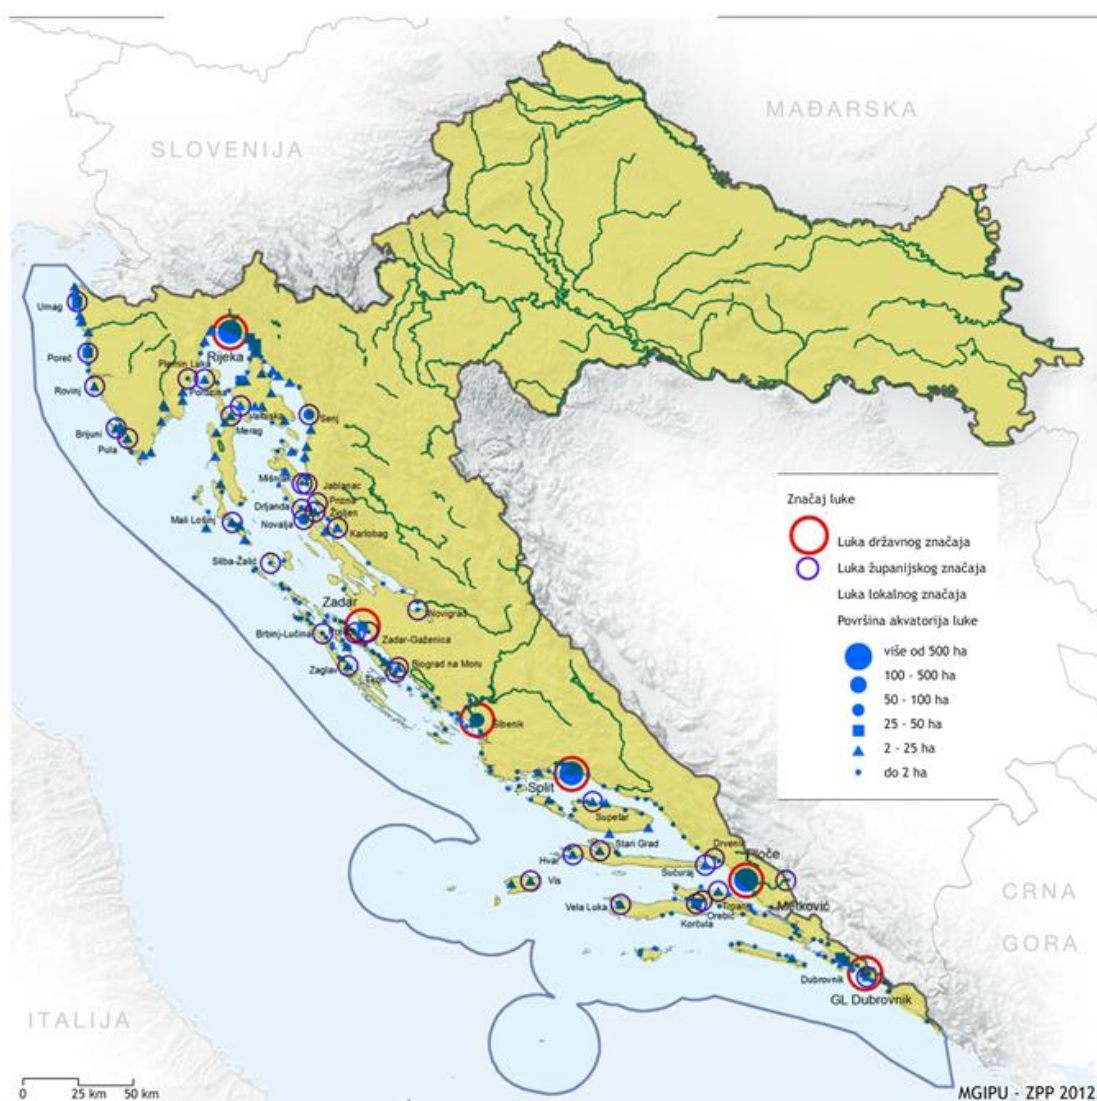 MAĐARSKA
SLOVENIJA
Umag
Poreč
Rijeka
Rovinj
Porozina
Valbiska
Senj
Merag
Brijuni
Pula
Mišnjak
Jablanac
Značaj luke
Prizna
Drljanda
Žigljen
Novalja
Mali Lošinj
Karlobag
Luka državnog značaja
Silba-Žalić
Luka županijskog značaja
Luka lokalnog značaja
Zadar
Novigrad
Površina akvatorija luke
Brbinj-Lučina
Zadar-Gaženica
više od 500 ha
Zaglav
Biograd na Moru
Tkon
100 - 500 ha
50 - 100 ha
Šibenik
25 - 50 ha
2 - 25 ha
do 2 ha
Split
Supetar
Stari Grad
Drvenik
Hvar
Ploče
Sućuraj
Vis
CRNA
Vela Luka
Trpanj
Metković
Orebić
Korčula
GORA
Dubrovnik
GL Dubrovnik
ITALIJA
0 25 km 50 km
MGIPU - ZPP 2012